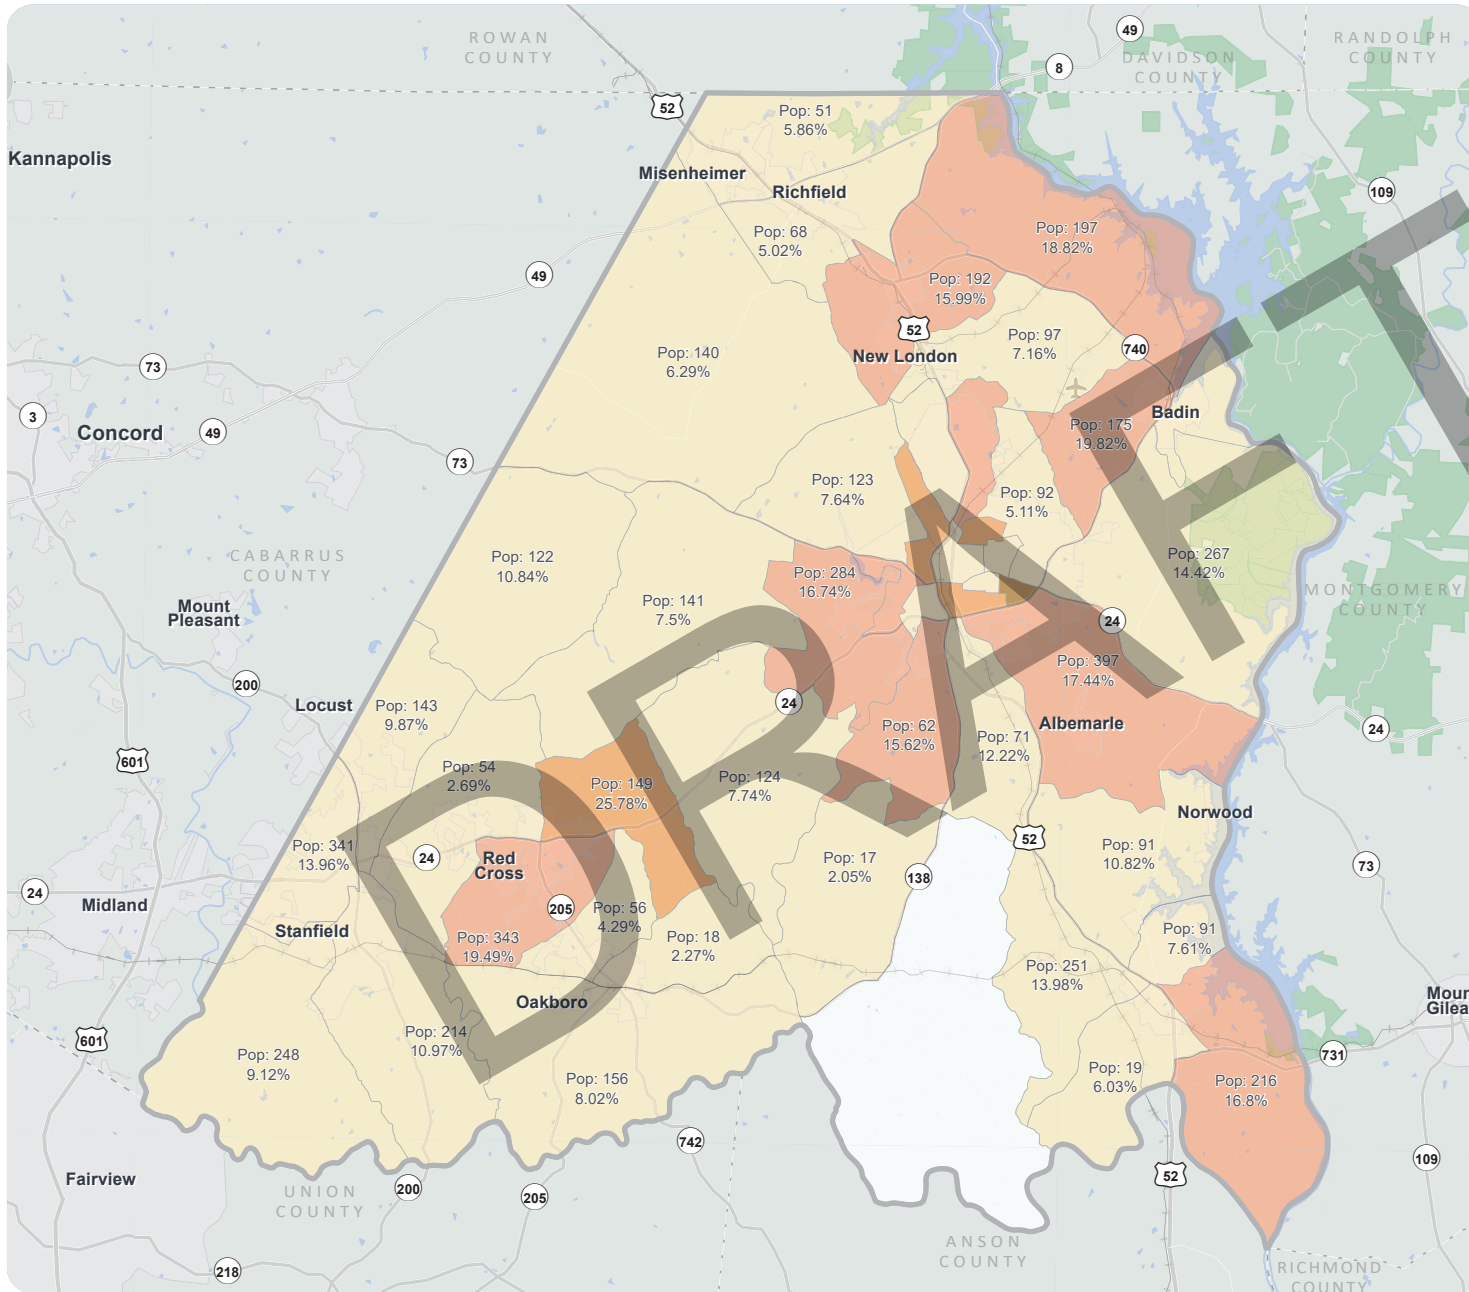 ROWAN
COUNTY
49
RANDOLPH
COUNTY
8
DAVIDSON
COUNTY
52
Pop: 51
5.86%
Kannapolis
Misenheimer
Richfield
109
Pop: 68
5.02%
Pop: 197
18.82%
49
Pop: 192
15.99%
52
Pop: 97
7.16%
740
New London
Pop: 140
6.29%
73
3
Concord
49
Badin
Pop: 175
19.82%
73
Pop: 123
7.64%
Pop: 92
5.11%
CABARRUS
COUNTY
Pop: 122
10.84%
Pop: 267
14.42%
Pop: 284
16.74%
MONTGOMERY
COUNTY
Mount
Pleasant
Pop: 141
7.5%
24
200
Pop: 397
17.44%
Locust
Pop: 143
9.87%
24
Albemarle
24
Pop: 62
15.62%
Pop: 71
12.22%
601
Pop: 54
2.69%
Pop: 149
25.78%
Pop: 124
7.74%
DRAFT
Norwood
52
Pop: 341
13.96%
24
Red
Cross
Pop: 17
2.05%
138
Pop: 91
10.82%
73
24
Midland
205
Pop: 56
4.29%
Stanfield
Pop: 343
19.49%
Pop: 18
2.27%
Pop: 91
7.61%
Pop: 251
13.98%
Oakboro
Moun
Gilea
601
Pop: 214
10.97%
Pop: 248
9.12%
Pop: 156
8.02%
731
Pop: 19
6.03%
Pop: 216
16.8%
742
109
Fairview
200
205
52
UNION
COUNTY
ANSON
COUNTY
218
RICHMOND
COUNTY